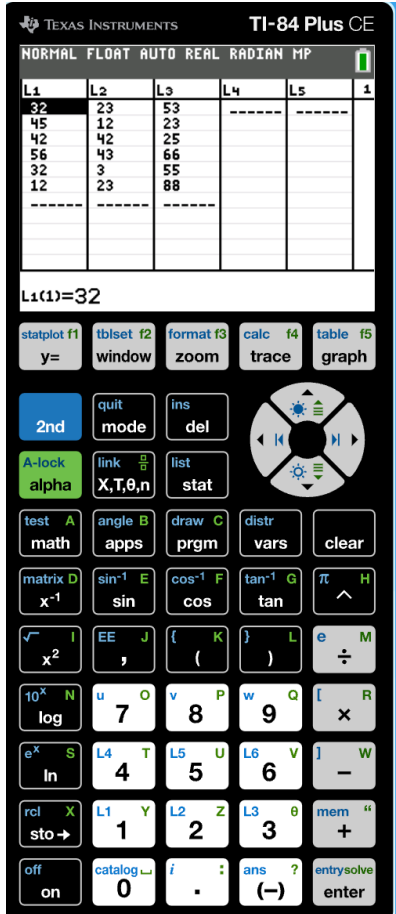 TEXAS INSTRUMENTS TI-84 Plus CE
NORMAL FLOAT AUTO REAL RADIAN MP
L1 L2 L3 L4 L5 1
32 23 53 ------ ------
45 12 23
42 42 25
56 43 66
32 3 55
12 23 88
------ ------ ------
L1(1)=32
statplot f1 tblset f2 format f3 calc f4 table f5
y= window zoom trace graph
quit ins
2nd mode del
A-lock link list
alpha X,T,θ,n stat
test A angle B draw C distr
math apps prgm vars clear
matrix D sin⁻¹ E cos⁻¹ F tan⁻¹ G π H
x⁻¹ sin cos tan ^
√ I EE J { K } L e M
x² , ( ) ÷
10ˣ N u O v P w Q [ R
log 7 8 9 ×
eˣ S L4 T L5 U L6 V ] W
ln 4 5 6 −
rcl X L1 Y L2 Z L3 θ mem “
sto→ 1 2 3 +
off catalog ⎵ i : ans ? entry solve
on 0 . (−) enter